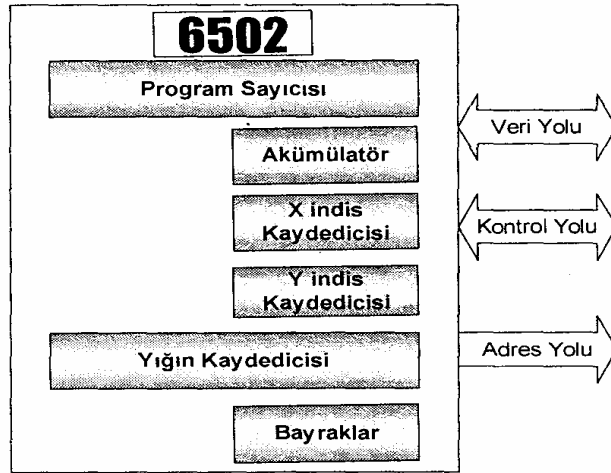 6502
Program Sayıcısı
Akümülatör
X indis
Kaydedicisi
Y indis
Kaydedicisi
Yığın Kaydedicisi
Bayraklar
Veri Yolu
Kontrol Yolu
Adres Yolu